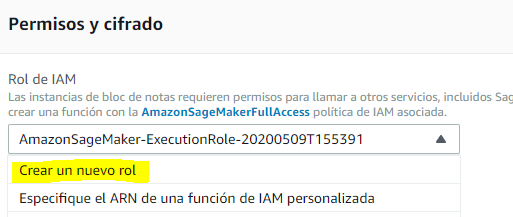 Permisos y cifrado
Rol de IAM
Las instancias de bloc de notas requieren permisos para llamar a otros servicios, incluidos Sag
crear una función con la AmazonSageMakerFullAccess política de IAM asociada.
AmazonSageMaker-ExecutionRole-20200509T155391
Crear un nuevo rol
Especifique el ARN de una función de IAM personalizada